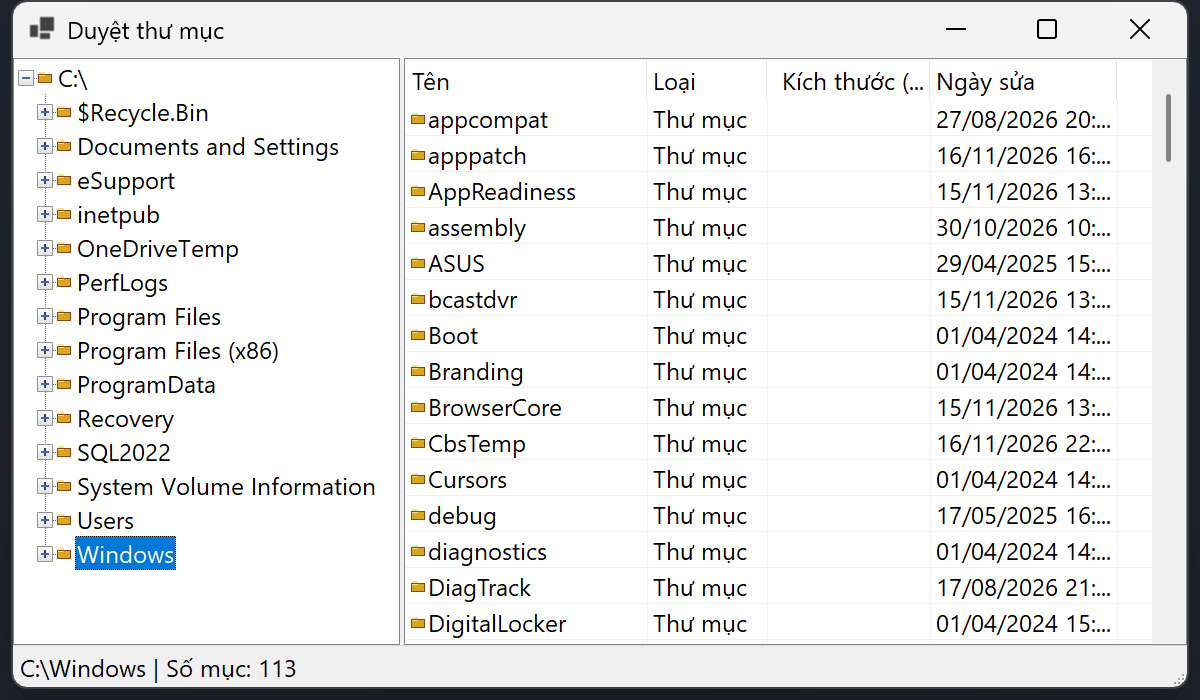 Duyệt thư mục
C:\
$Recycle.Bin
Documents and Settings
eSupport
inetpub
OneDriveTemp
PerfLogs
Program Files
Program Files (x86)
ProgramData
Recovery
SQL2022
System Volume Information
Users
Windows
Tên Loại Kích thước (... Ngày sửa
appcompat Thư mục 27/08/2026 20:...
apppatch Thư mục 16/11/2026 16:...
AppReadiness Thư mục 15/11/2026 13:...
assembly Thư mục 30/10/2026 10:...
ASUS Thư mục 29/04/2025 15:...
bcastdvr Thư mục 15/11/2026 13:...
Boot Thư mục 01/04/2024 14:...
Branding Thư mục 01/04/2024 14:...
BrowserCore Thư mục 15/11/2026 13:...
CbsTemp Thư mục 16/11/2026 22:...
Cursors Thư mục 01/04/2024 14:...
debug Thư mục 17/05/2025 16:...
diagnostics Thư mục 01/04/2024 14:...
DiagTrack Thư mục 17/08/2026 21:...
DigitalLocker Thư mục 01/04/2024 15:...
C:\Windows | Số mục: 113